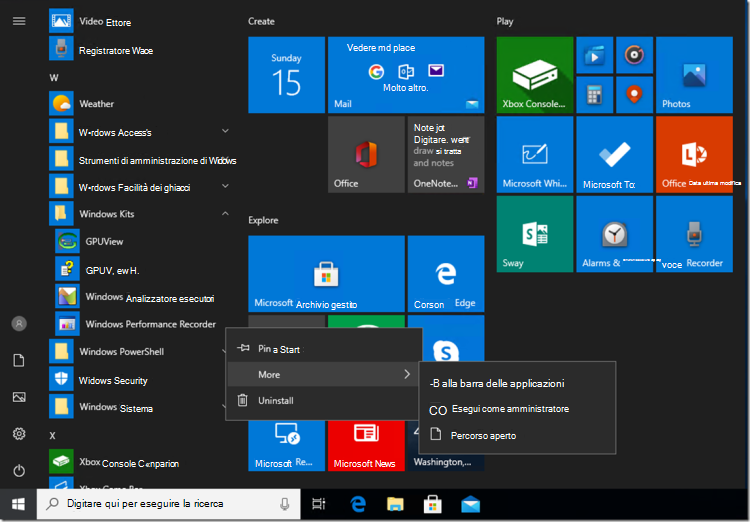 Video Ettore
Registratore Wace
W
Weather
W•rdows Access's
Strumenti di amministrazione di Windows
W•rdows Facilità dei ghiacci
Windows Kits
GPUView
GPUV, ew H.
Windows Analizzatore esecutori
Windows Performance Recorder
Windows PowerShell
Widows Security
Windows Sistema
X
Xbox Console C«nparion
Create
Sunday
15
Vedere md place
Molto altro.
Mail
Office
Note jot
Digitare. went
draw si tratta
and notes
OneNote...
Explore
Microsoft Archivio gestito
Corson Edge
Microsoft Re...
Microsoft News
Washington,...
Play
Xbox Console...
Photos
Microsoft Whi...
Microsoft To:
Office Data ultima modifica
Sway
Alarms &
voce Recorder
Pin a Start
More
Uninstall
-B alla barra delle applicazioni
CO Esegui come amministratore
Percorso aperto
Digitare qui per eseguire la ricerca